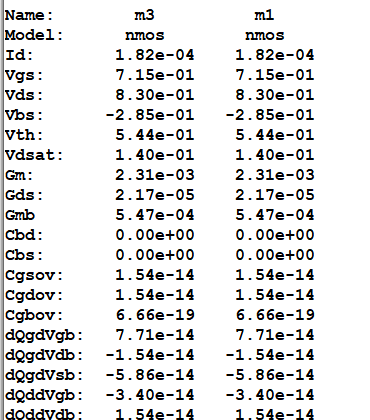 Name: m3 m1
Model: nmos nmos
Id: 1.82e-04 1.82e-04
Vgs: 7.15e-01 7.15e-01
Vds: 8.30e-01 8.30e-01
Vbs: -2.85e-01 -2.85e-01
Vth: 5.44e-01 5.44e-01
Vdsat: 1.40e-01 1.40e-01
Gm: 2.31e-03 2.31e-03
Gds: 2.17e-05 2.17e-05
Gmb 5.47e-04 5.47e-04
Cbd: 0.00e+00 0.00e+00
Cbs: 0.00e+00 0.00e+00
Cgsov: 1.54e-14 1.54e-14
Cgdov: 1.54e-14 1.54e-14
Cgbov: 6.66e-19 6.66e-19
dQgdVgb: 7.71e-14 7.71e-14
dQgdVdb: -1.54e-14 -1.54e-14
dQgdVsb: -5.86e-14 -5.86e-14
dQddVgb: -3.40e-14 -3.40e-14
dQddVdb: 1.54e-14 1.54e-14